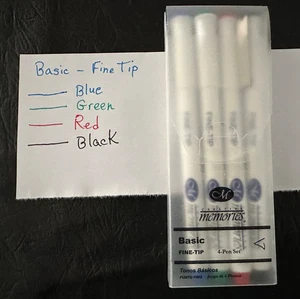 Basic - Fine Tip
Blue
Green
Red
Black
M
memories
Basic
FINE-TIP
4-Pen Set
Tonos Básicos